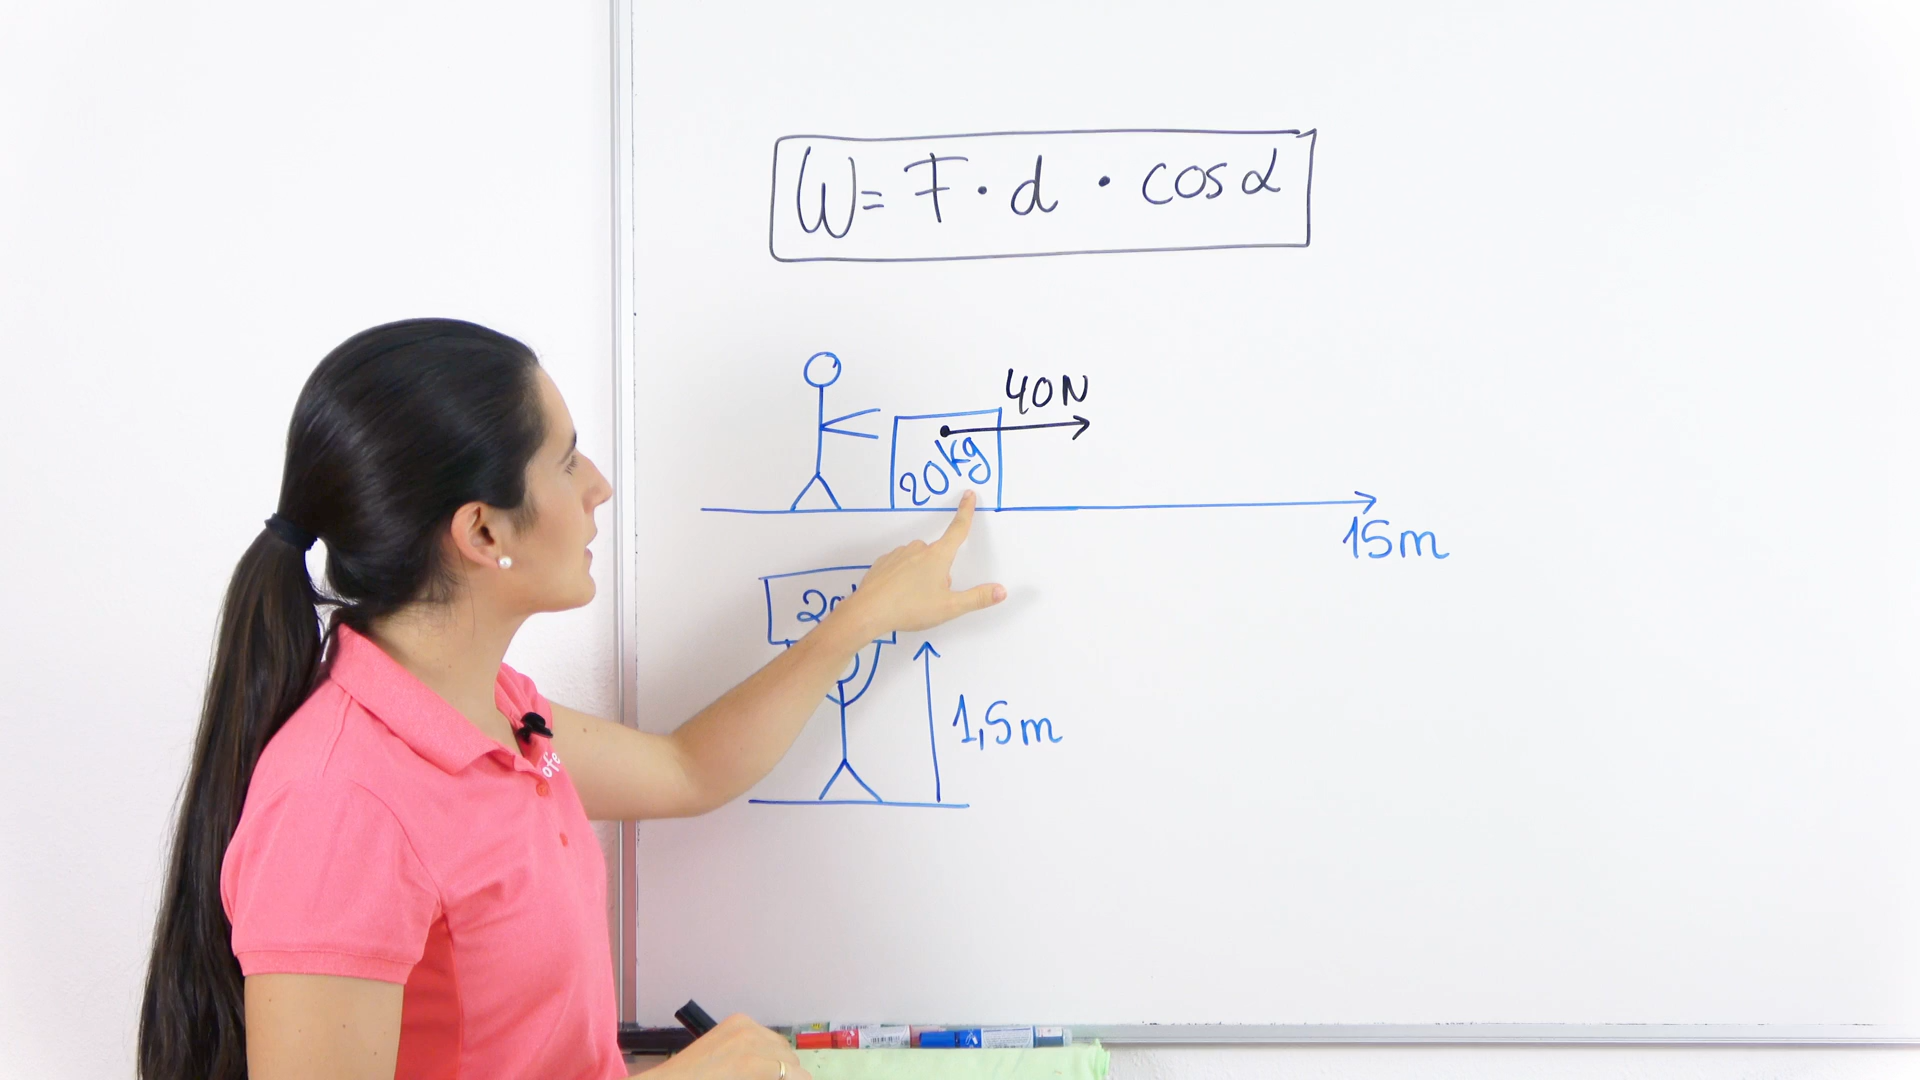 W = F · d · cos α
40N
20kg
15m
1,5m